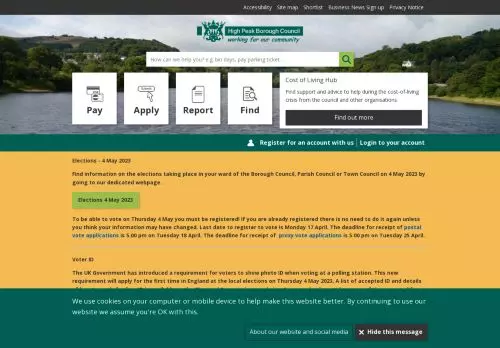 Accessibility Site map Shortlist Business News Sign up Privacy Notice
High Peak Borough Council
working for our community
How can we help you? e.g. bin days, pay parking ticket
Pay
Apply
Report
Find
Cost of Living Hub
Find support and advice to help during the cost-of-living
crisis from the council and other organisations.
Find out more
Register for an account with us Login to your account
Elections - 4 May 2023
Find information on the elections taking place in your ward of the Borough Council, Parish Council or Town Council on 4 May 2023 by
going to our dedicated webpage.
Elections 4 May 2023
To be able to vote on Thursday 4 May you must be registered! If you are already registered there is no need to do it again unless
you think your information may have changed. Last date to register to vote is Monday 17 April. The deadline for receipt of postal
vote applications is 5.00 pm on Tuesday 18 April. The deadline for receipt of proxy vote applications is 5.00 pm on Tuesday 25 April.
Voter ID
The UK Government has introduced a requirement for voters to show photo ID when voting at a polling station. This new
requirement will apply for the first time in England at the local elections on Thursday 4 May 2023. A list of accepted ID and details
We use cookies on your computer or mobile device to help make this website better. By continuing to use our
website we assume you're OK with this.
About our website and social media
Hide this message